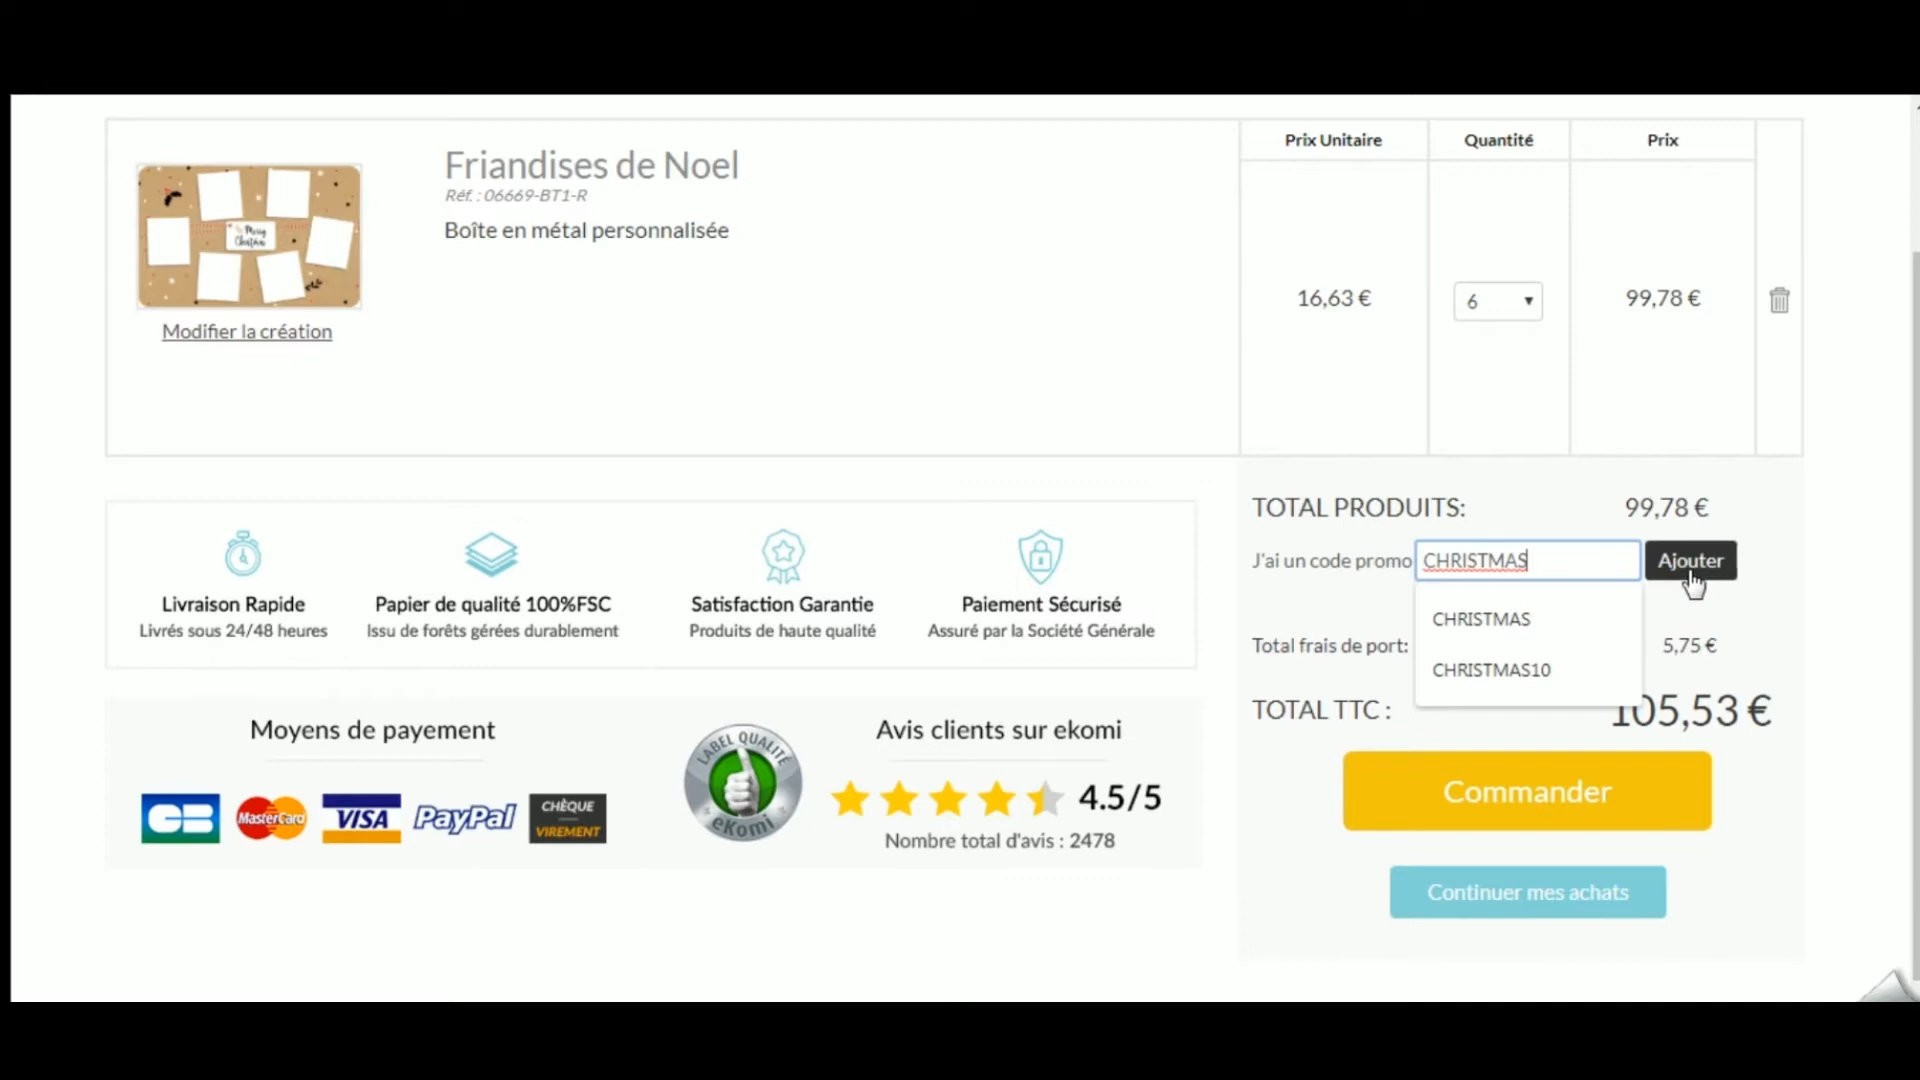 Prix Unitaire
Quantité
Prix
Friandises de Noel
Réf. : 06669-BT1-R
Boîte en métal personnalisée
Merry
Christmas
16,63 €
6
99,78 €
Modifier la création
TOTAL PRODUITS:
99,78 €
J'ai un code promo
CHRISTMAS
Ajouter
CHRISTMAS
CHRISTMAS10
Total frais de port:
5,75 €
TOTAL TTC :
105,53 €
Commander
Continuer mes achats
Livraison Rapide
Livrés sous 24/48 heures
Papier de qualité 100%FSC
Issu de forêts gérées durablement
Satisfaction Garantie
Produits de haute qualité
Paiement Sécurisé
Assuré par la Société Générale
Moyens de payement
CB
MasterCard
VISA
PayPal
CHÈQUE
VIREMENT
LABEL QUALITÉ
eKomi
Avis clients sur ekomi
4.5/5
Nombre total d'avis : 2478